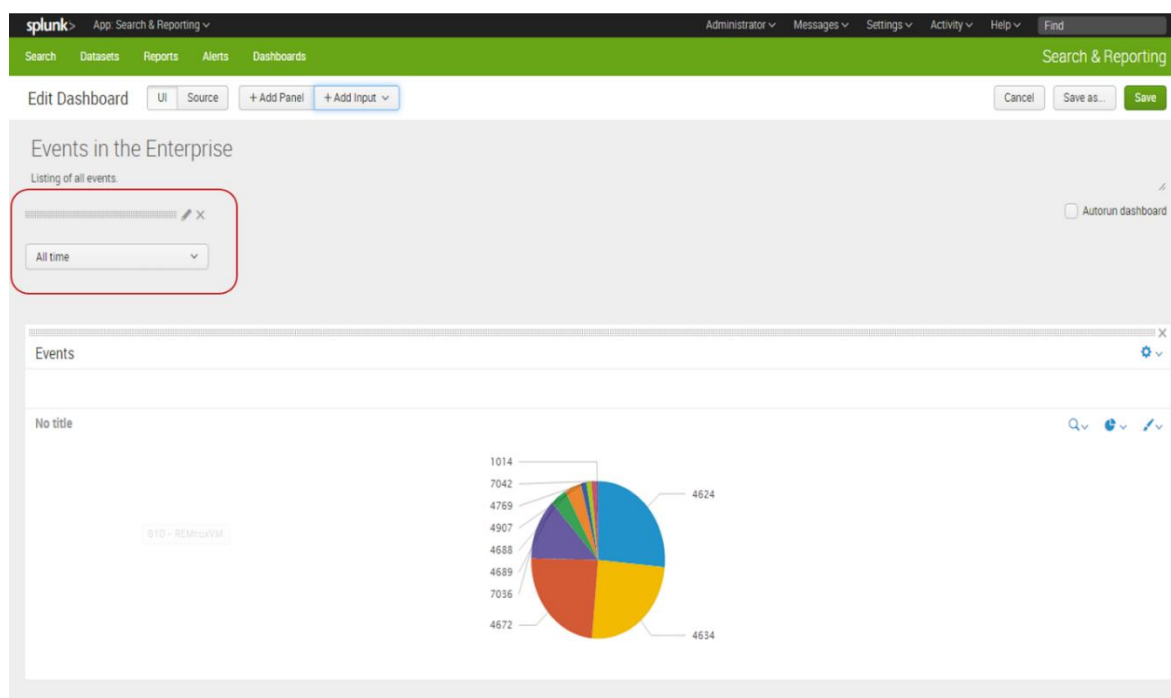 splunk> App: Search & Reporting Administrator Messages Settings Activity Help Find
Search Datasets Reports Alerts Dashboards Search & Reporting
Edit Dashboard UI Source + Add Panel + Add Input Cancel Save as... Save
Events in the Enterprise
Listing of all events.
Autorun dashboard
All time
Events
No title
1014
7042
4769
4907
4688
4689
7036
4672
4624
4634